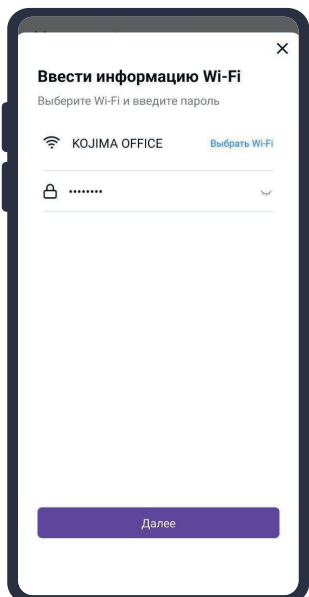 Ввести информацию Wi-Fi
Выберите Wi-Fi и введите пароль
KOJIMA OFFICE
Выбрать Wi-Fi
••••••••
Далее